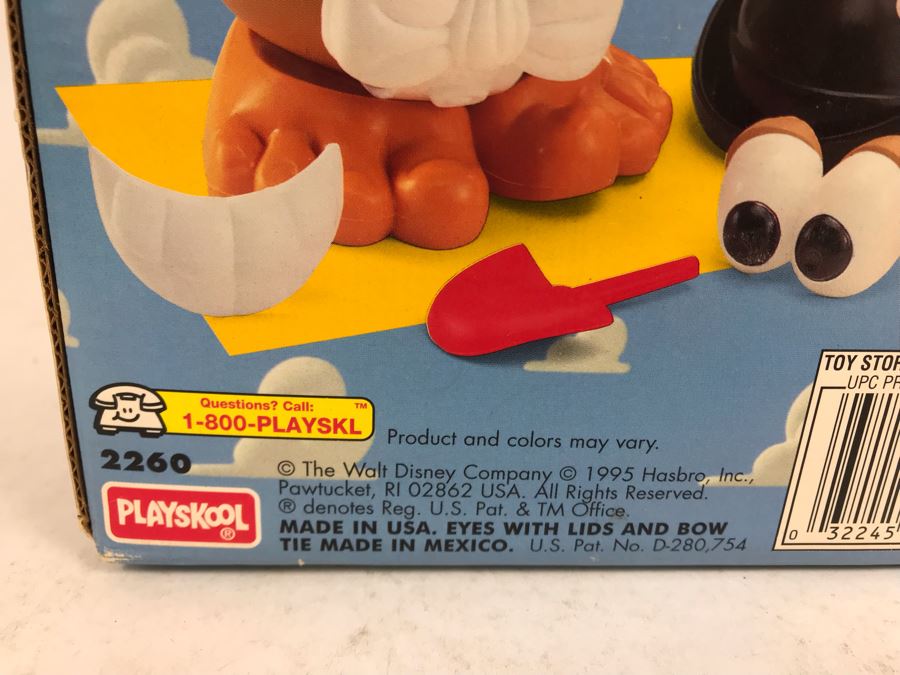 Questions? Call: ™
1-800-PLAYSKL
Product and colors may vary.
2260
PLAYSKOOL®
© The Walt Disney Company © 1995 Hasbro, Inc.,
Pawtucket, RI 02862 USA. All Rights Reserved.
® denotes Reg. U.S. Pat. & TM Office.
MADE IN USA. EYES WITH LIDS AND BOW
TIE MADE IN MEXICO. U.S. Pat. No. D-280,754
TOY STOR
UPC PR
0 32245